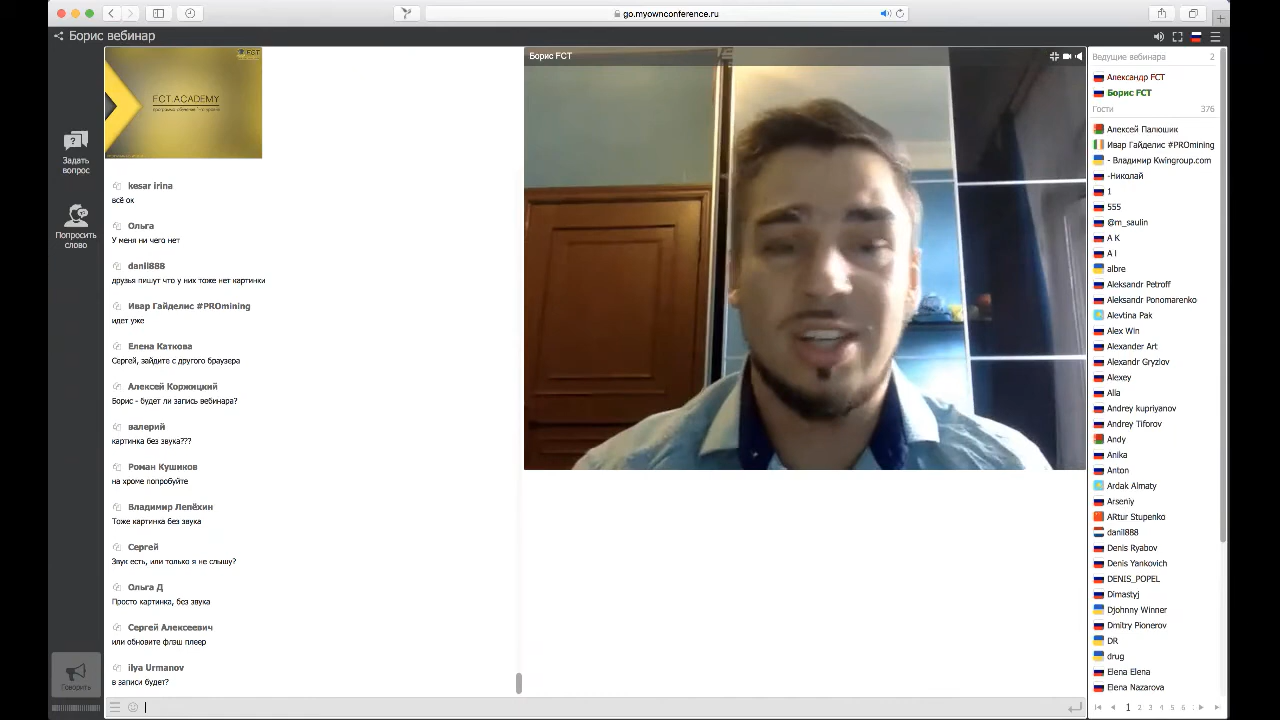 go.myownconference.ru
Борис вебинар
FCT
FCT.ACADEMY
Задать
вопрос
Попросить
слово
Говорить
kesar irina
всё ок
Ольга
У меня ни чего нет
danil888
друзья пишут что у них тоже нет картинки
Ивар Гайделис #PROmining
идет уже
Елена Каткова
Сергей, зайдите с другого браузера
Алексей Коржицкий
Борис - будет ли запись вебинара?
валерий
картинка без звука???
Роман Кушиков
на хроме попробуйте
Владимир Лепёхин
Тоже картинка без звука
Сергей
Звук есть, или только я не слышу?
Ольга Д
Просто картинка, без звука
Сергей Алексеевич
или обновите флэш плеер
ilya Urmanov
в записи будет?
Борис FCT
Ведущие вебинара 2
Александр FCT
Борис FCT
Гости 376
Алексей Палюшик
Ивар Гайделис #PROmining
- Владимир Kwingroup.com
-Николай
1
555
@m_saulin
A K
A l
albre
Aleksandr Petroff
Aleksandr Ponomarenko
Alevtina Pak
Alex Win
Alexander Art
Alexandr Gryzlov
Alexey
Alla
Andrey kupriyanov
Andrey Tiforov
Andy
Anika
Anton
Ardak Almaty
Arseniy
ARtur Stupenko
danil888
Denis Ryabov
Denis Yankovich
DENIS_POPEL
Dimastyj
Djohnny Winner
Dmitry Pionerov
DR
drug
Elena Elena
Elena Nazarova
1 2 3 4 5 6